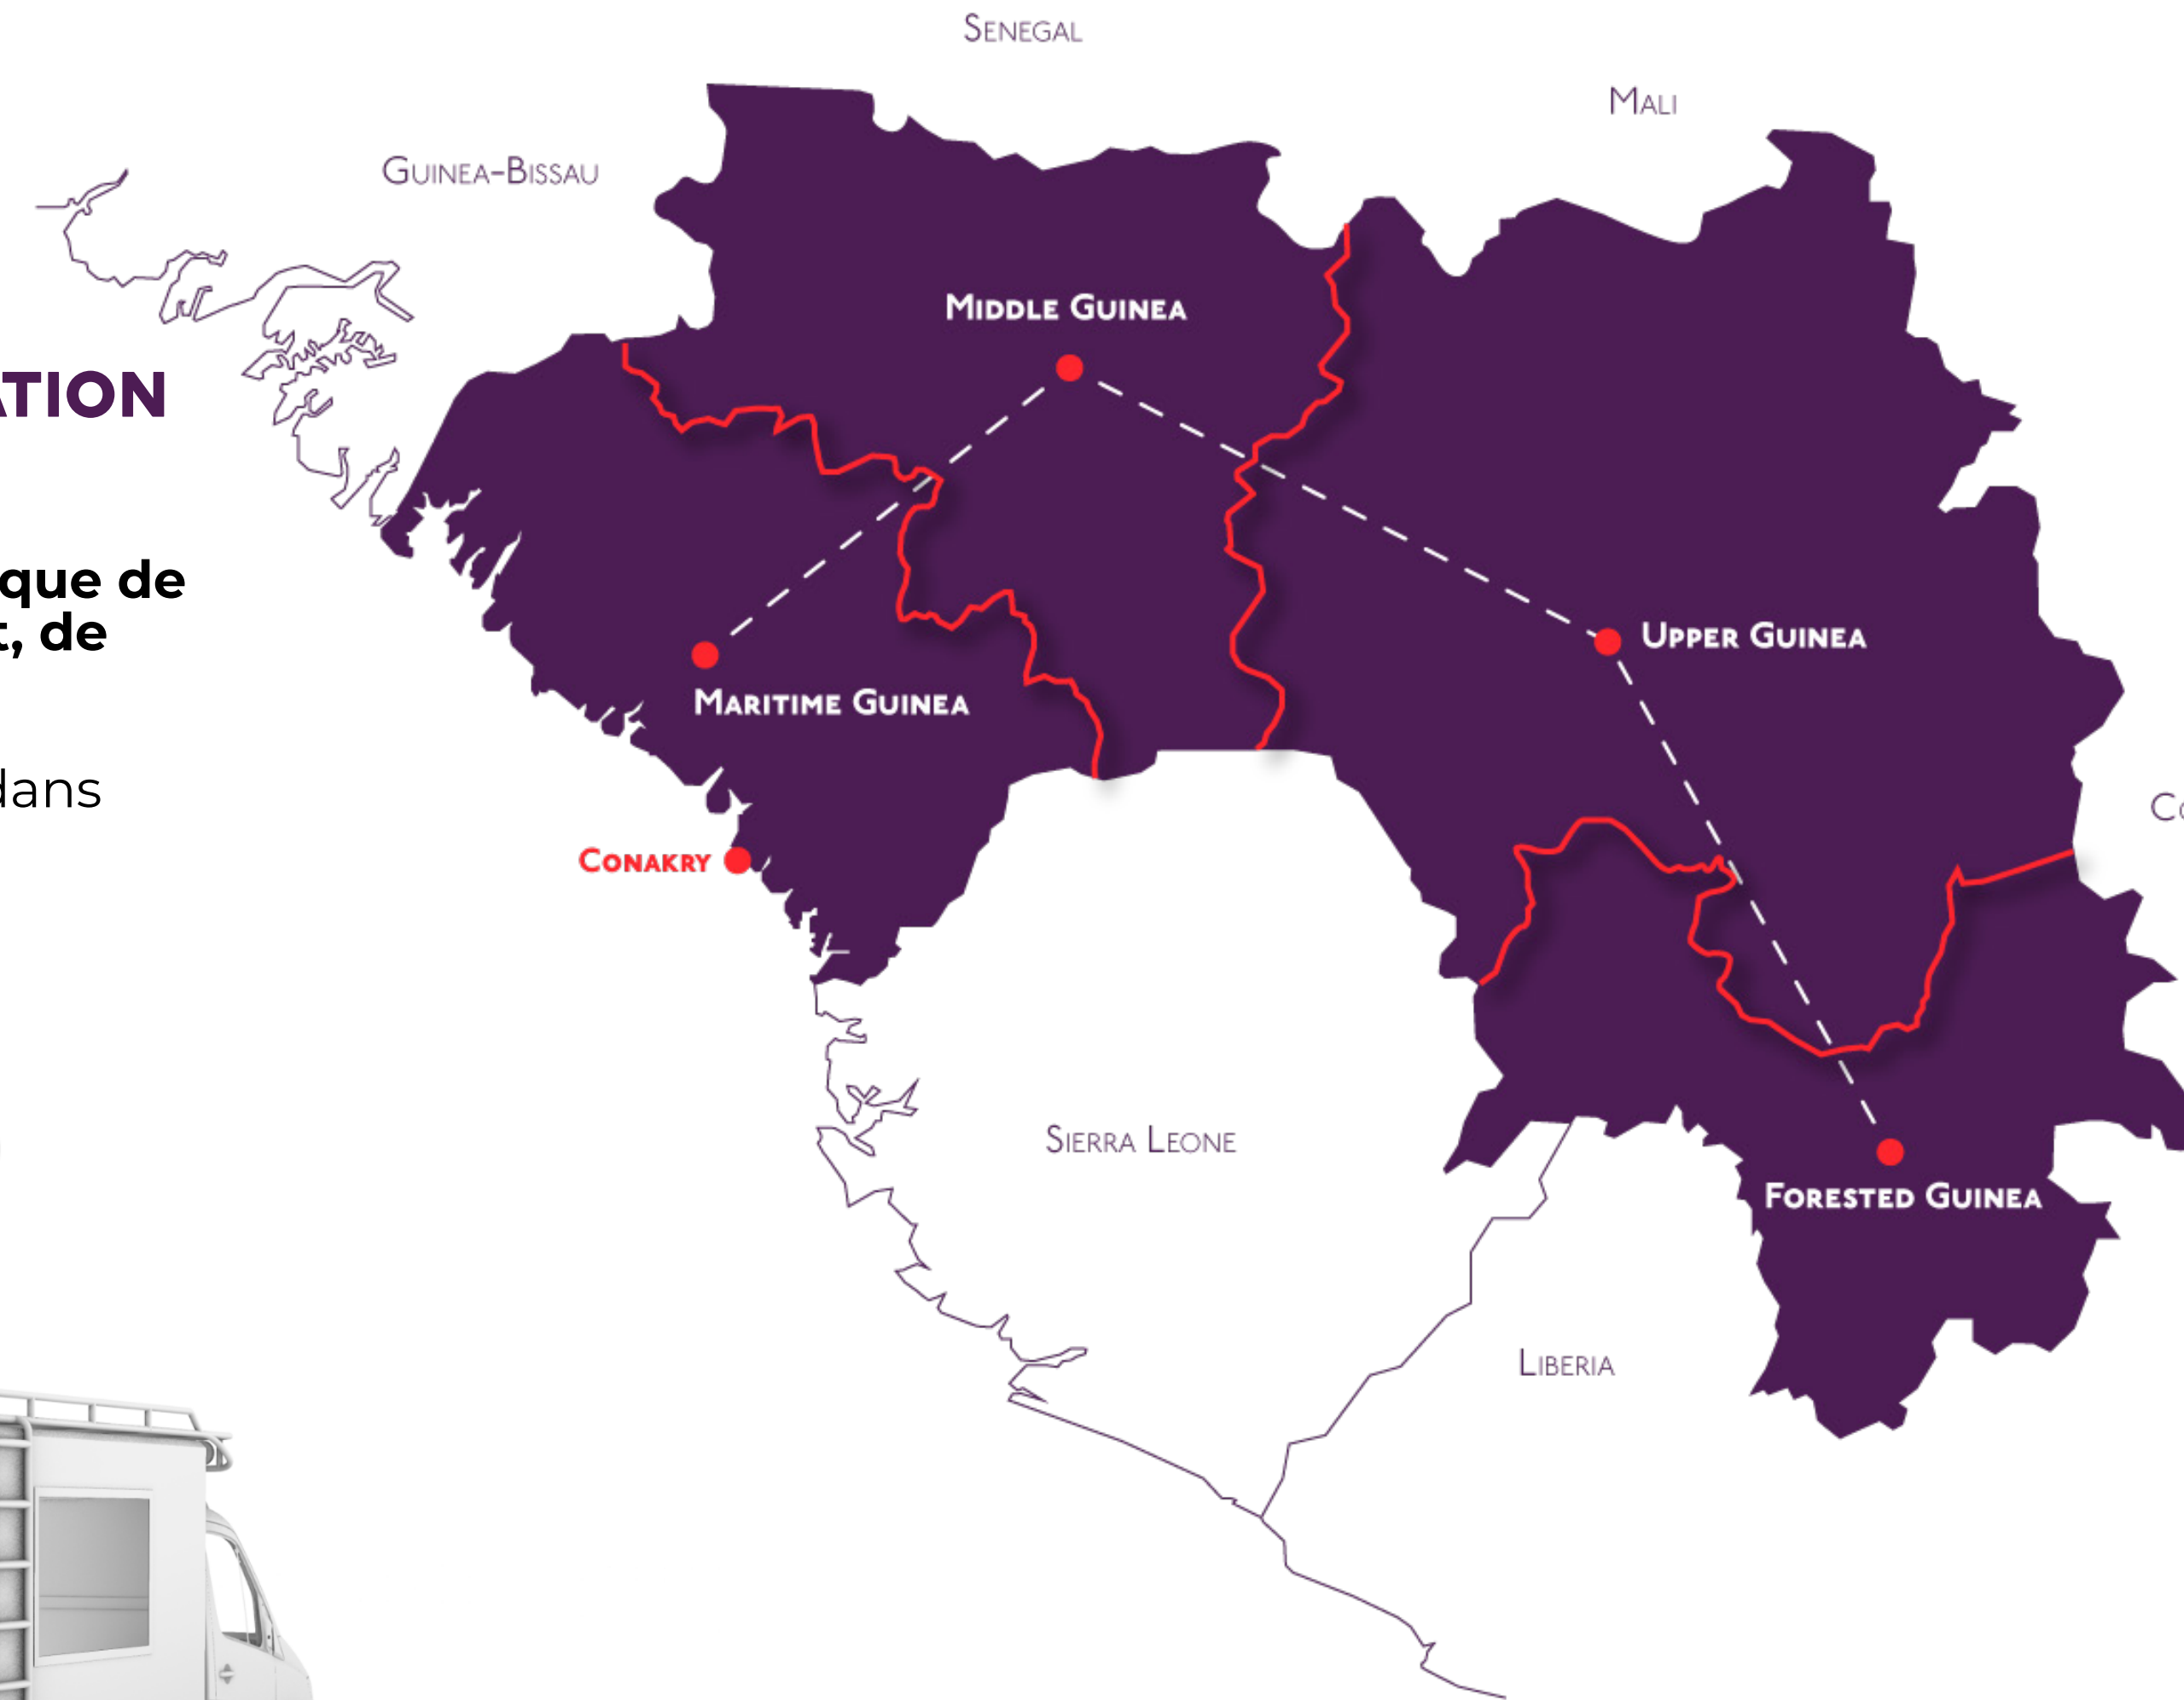 SENEGAL
MALI
GUINEA-BISSAU
MIDDLE GUINEA
que de
, de
UPPER GUINEA
MARITIME GUINEA
dans
CONAKRY
SIERRA LEONE
FORESTED GUINEA
LIBERIA